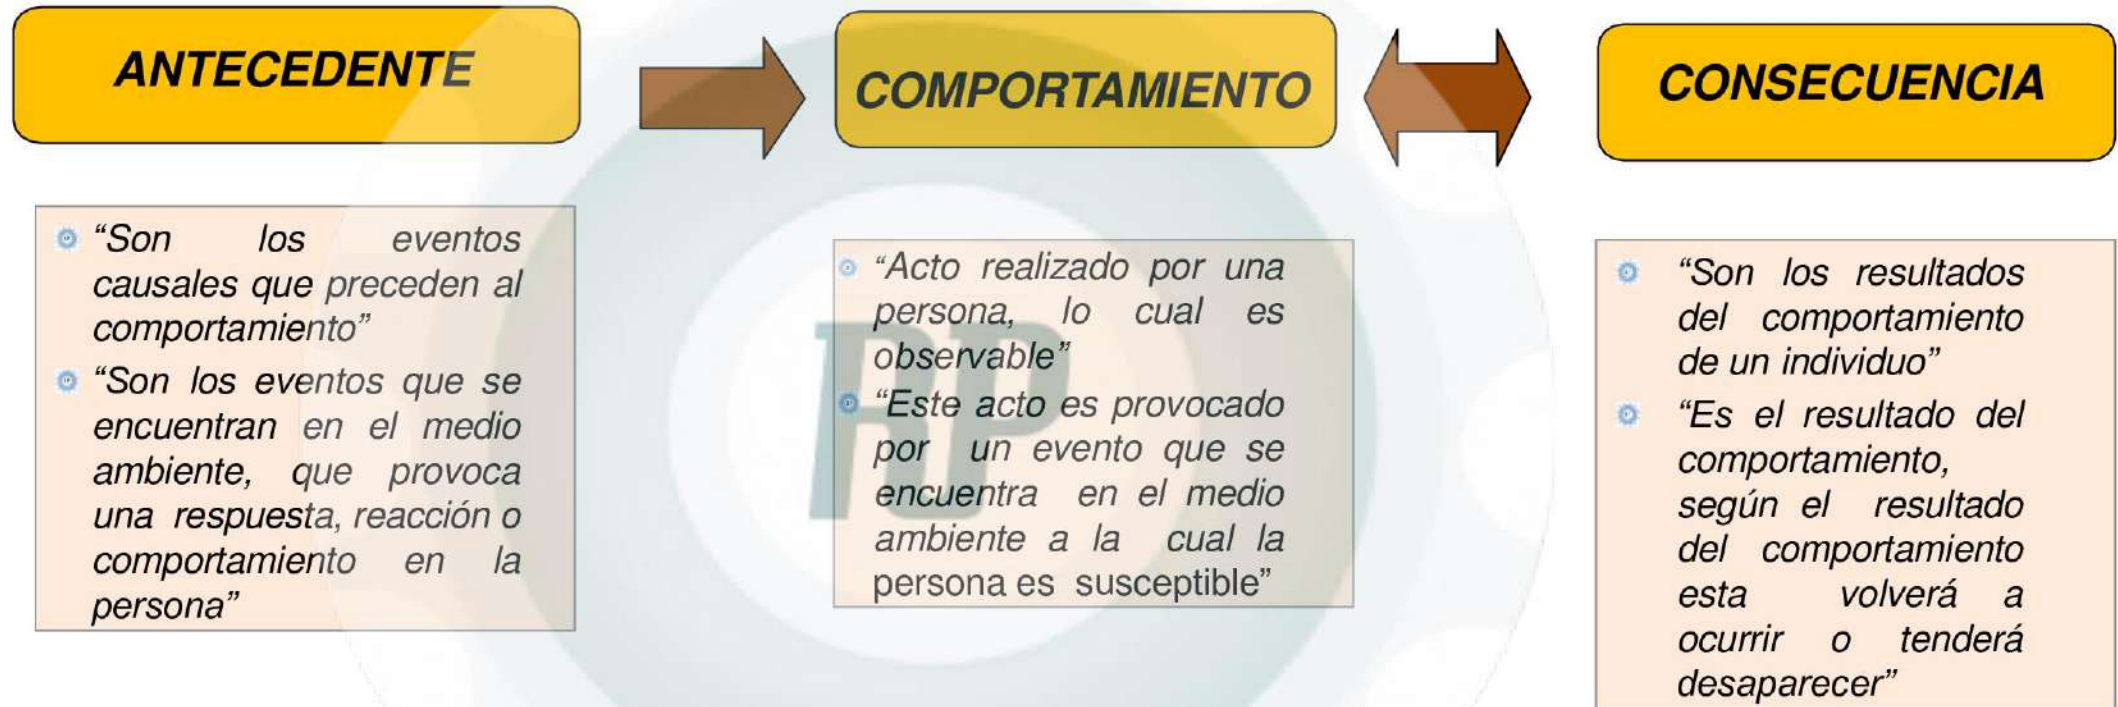 ANTECEDENTE
“Son los eventos
causales que preceden al
comportamiento”
“Son los eventos que se
encuentran en el medio
ambiente, que provoca
una respuesta, reacción o
comportamiento en la
persona”
COMPORTAMIENTO
“Acto realizado por una
persona, lo cual es
observable”
“Este acto es provocado
por un evento que se
encuentra en el medio
ambiente a la cual la
persona es susceptible”
RP
CONSECUENCIA
“Son los resultados
del comportamiento
de un individuo”
“Es el resultado del
comportamiento,
según el resultado
del comportamiento
esta volverá a
ocurrir o tenderá
desaparecer”